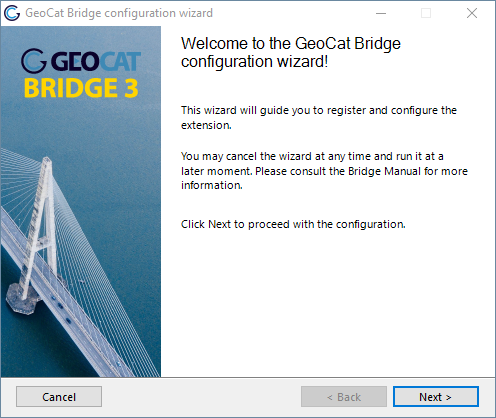 GeoCat Bridge configuration wizard
GEOCAT
BRIDGE 3
Welcome to the GeoCat Bridge
configuration wizard!
This wizard will guide you to register and configure the
extension.
You may cancel the wizard at any time and run it at a
later moment. Please consult the Bridge Manual for more
information.
Click Next to proceed with the configuration.
Cancel
< Back
Next >